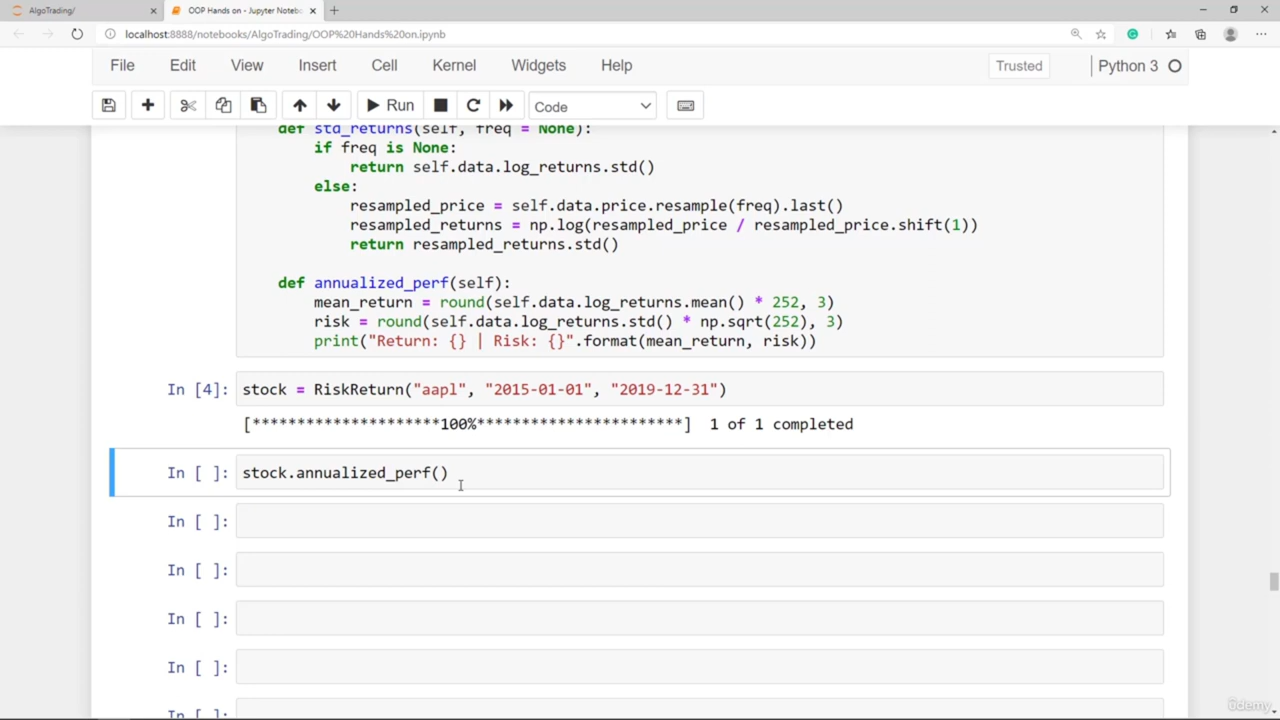 AlgoTrading/
OOP Hands on - Jupyter Notebo
localhost:8888/notebooks/AlgoTrading/OOP%20Hands%20on.ipynb
File Edit View Insert Cell Kernel Widgets Help Trusted Python 3
Run Code
def std_returns(self, freq = None):
if freq is None:
return self.data.log_returns.std()
else:
resampled_price = self.data.price.resample(freq).last()
resampled_returns = np.log(resampled_price / resampled_price.shift(1))
return resampled_returns.std()
def annualized_perf(self):
mean_return = round(self.data.log_returns.mean() * 252, 3)
risk = round(self.data.log_returns.std() * np.sqrt(252), 3)
print("Return: {} | Risk: {}".format(mean_return, risk))
In [4]: stock = RiskReturn("aapl", "2015-01-01", "2019-12-31")
[*********************100%***********************] 1 of 1 completed
In [ ]: stock.annualized_perf()
In [ ]:
In [ ]:
In [ ]:
In [ ]:
In [ ]:
ûdemy